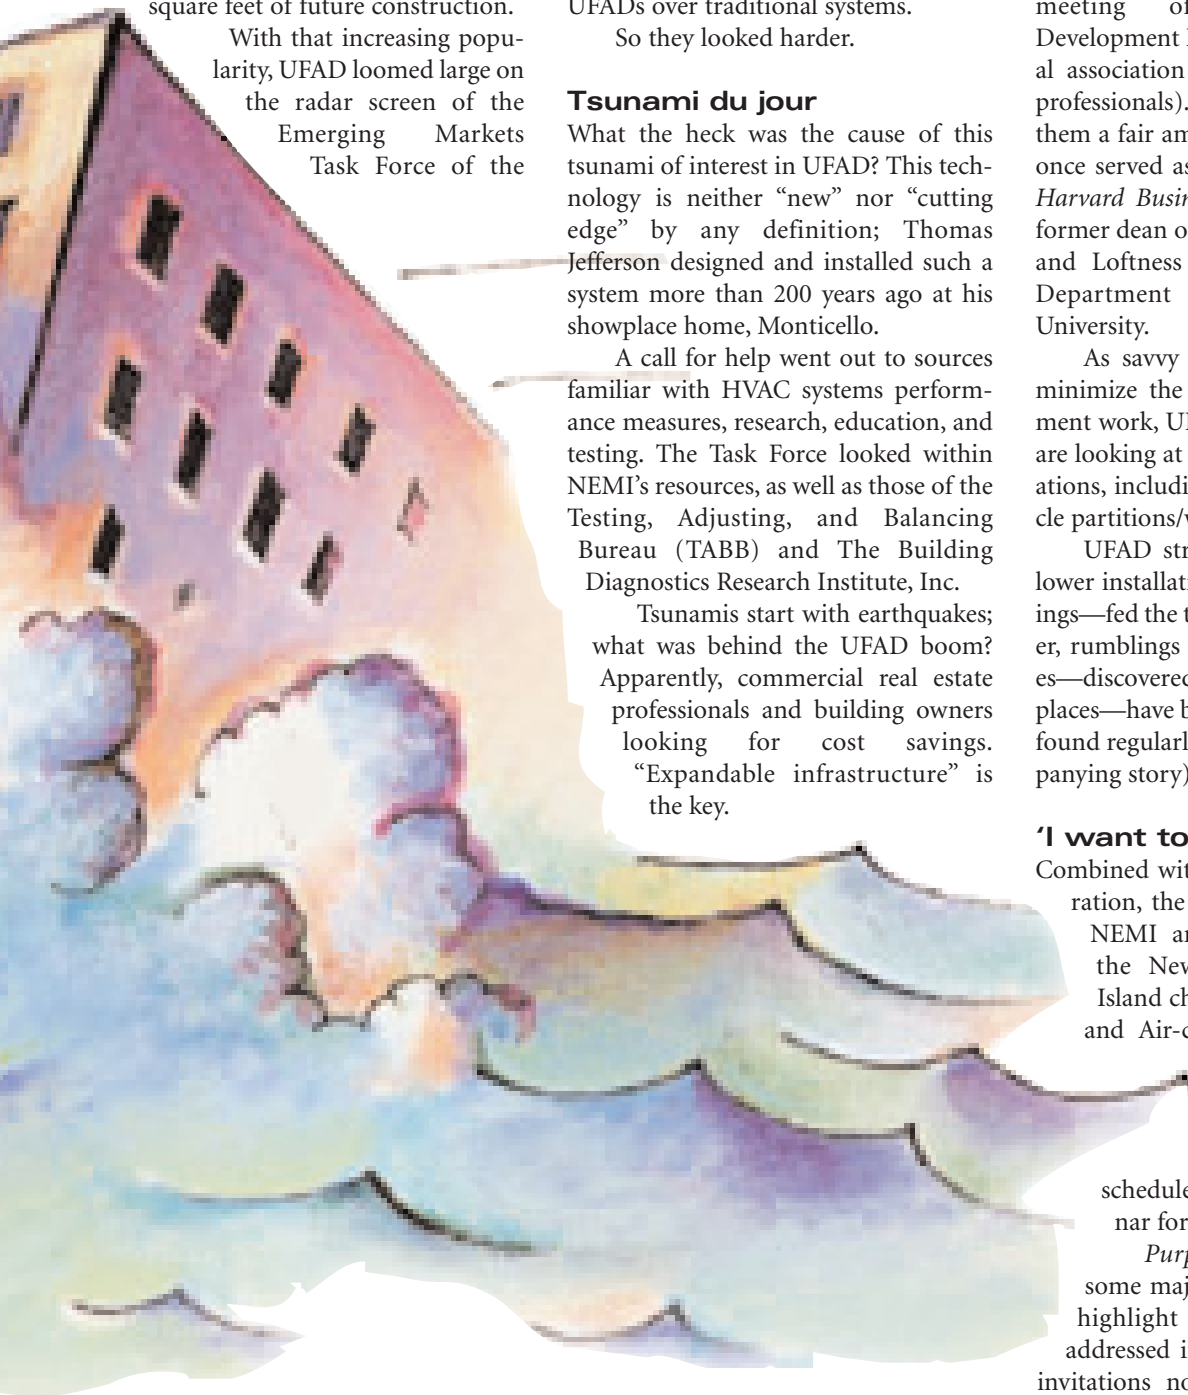 square feet of future construction.
With that increasing popu-
larity, UFAD loomed large on
the radar screen of the
Emerging Markets
Task Force of the
UFADs over traditional systems.
So they looked harder.
Tsunami du jour
What the heck was the cause of this
tsunami of interest in UFAD? This tech-
nology is neither “new” nor “cutting
edge” by any definition; Thomas
Jefferson designed and installed such a
system more than 200 years ago at his
showplace home, Monticello.
A call for help went out to sources
familiar with HVAC systems perform-
ance measures, research, education, and
testing. The Task Force looked within
NEMI’s resources, as well as those of the
Testing, Adjusting, and Balancing
Bureau (TABB) and The Building
Diagnostics Research Institute, Inc.
Tsunamis start with earthquakes;
what was behind the UFAD boom?
Apparently, commercial real estate
professionals and building owners
looking for cost savings.
“Expandable infrastructure” is
the key.
meeting of
Development
al association
professionals).
them a fair am
once served as
Harvard Busin
former dean o
and Loftness
Department
University.
As savvy
minimize the
ment work, U
are looking at
ations, includi
cle partitions/
UFAD str
lower installati
ings—fed the t
er, rumblings
es—discovered
places—have b
found regularl
panying story)
‘I want to
Combined wit
ration, the
NEMI a
the New
Island ch
and Air-c
schedule
nar for
Purp
some maj
highlight
addressed i
invitations no